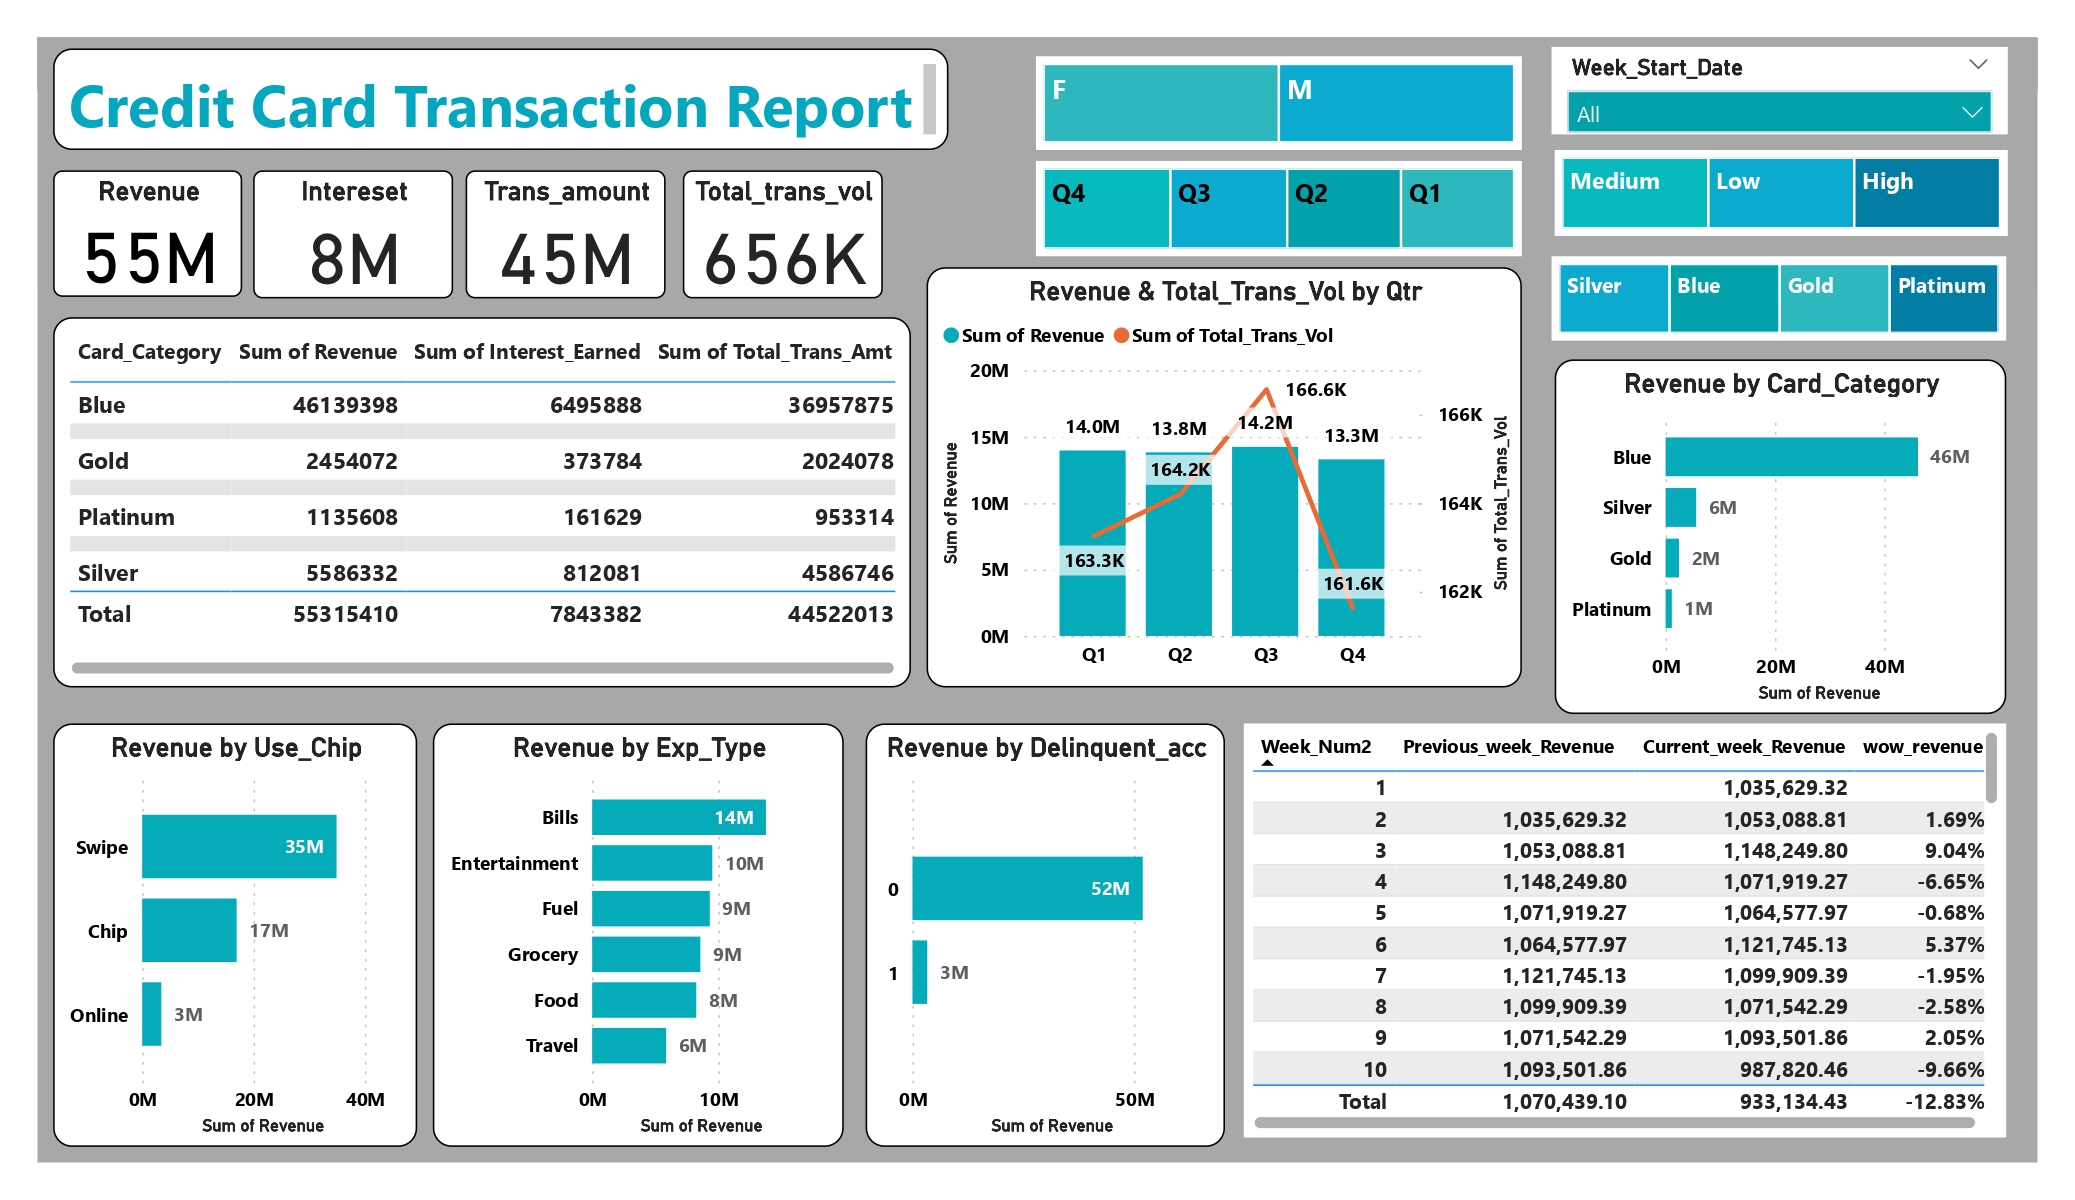 Credit Card Transaction Report
F M
Week_Start_Date
All
Q4 Q3 Q2 Q1
Medium Low High
Silver Blue Gold Platinum
Revenue
55M
Intereset
8M
Trans_amount
45M
Total_trans_vol
656K
Card_Category Sum of Revenue Sum of Interest_Earned Sum of Total_Trans_Amt
Blue 46139398 6495888 36957875
Gold 2454072 373784 2024078
Platinum 1135608 161629 953314
Silver 5586332 812081 4586746
Total 55315410 7843382 44522013
Revenue & Total_Trans_Vol by Qtr
Sum of Revenue Sum of Total_Trans_Vol
20M
15M
10M
5M
0M
Sum of Revenue
14.0M 13.8M 14.2M 13.3M
163.3K 164.2K 166.6K 161.6K
166K
164K
162K
Sum of Total_Trans_Vol
Q1 Q2 Q3 Q4
Revenue by Card_Category
Blue 46M
Silver 6M
Gold 2M
Platinum 1M
0M 20M 40M
Sum of Revenue
Revenue by Use_Chip
Swipe 35M
Chip 17M
Online 3M
0M 20M 40M
Sum of Revenue
Revenue by Exp_Type
Bills 14M
Entertainment 10M
Fuel 9M
Grocery 9M
Food 8M
Travel 6M
0M 10M
Sum of Revenue
Revenue by Delinquent_acc
0 52M
1 3M
0M 50M
Sum of Revenue
Week_Num2 Previous_week_Revenue Current_week_Revenue wow_revenue
1 1,035,629.32
2 1,035,629.32 1,053,088.81 1.69%
3 1,053,088.81 1,148,249.80 9.04%
4 1,148,249.80 1,071,919.27 -6.65%
5 1,071,919.27 1,064,577.97 -0.68%
6 1,064,577.97 1,121,745.13 5.37%
7 1,121,745.13 1,099,909.39 -1.95%
8 1,099,909.39 1,071,542.29 -2.58%
9 1,071,542.29 1,093,501.86 2.05%
10 1,093,501.86 987,820.46 -9.66%
Total 1,070,439.10 933,134.43 -12.83%